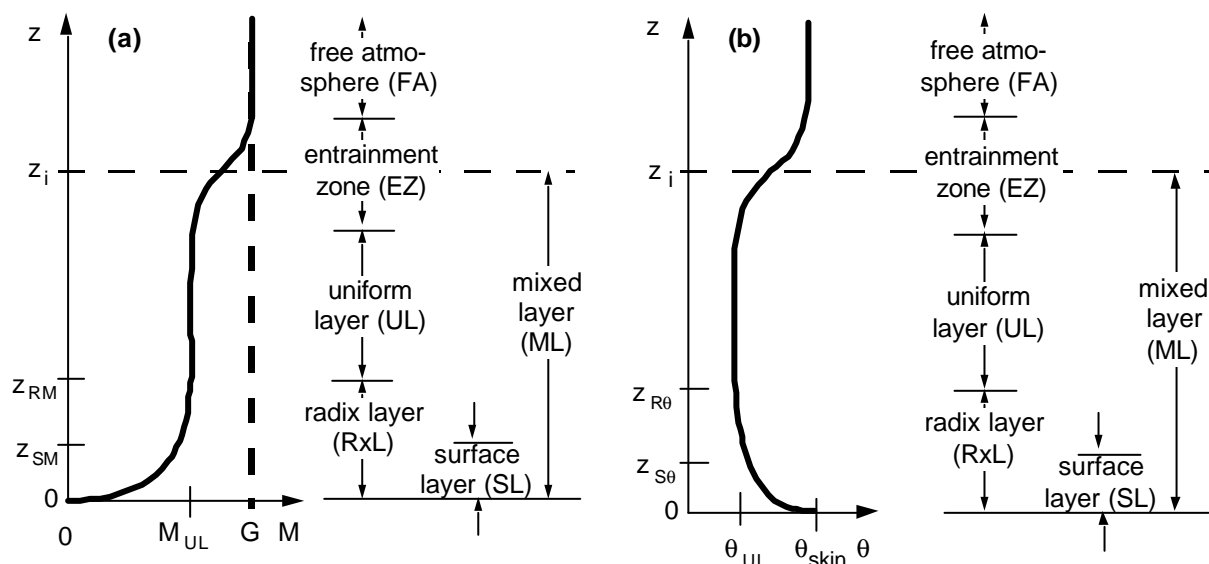 z
(a)
free atmo-
sphere (FA)
z i
entrainment
zone (EZ)
uniform
layer (UL)
mixed
layer
(ML)
z RM
radix layer
(RxL)
z SM
surface
layer (SL)
0
0
M UL
G
M
z
(b)
free atmo-
sphere (FA)
z i
entrainment
zone (EZ)
uniform
layer (UL)
mixed
layer
(ML)
z Rθ
radix layer
(RxL)
z Sθ
surface
layer (SL)
0
θ UL
θ skin
θ